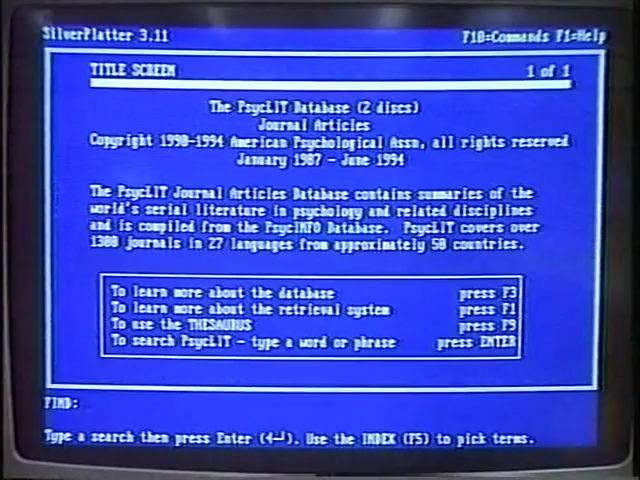 SilverPlatter 3.11 F10=Commands F1=Help
TITLE SCREEN 1 of 1
The PsycLIT Database (2 discs)
Journal Articles
Copyright 1990-1994 American Psychological Assn, all rights reserved
January 1987 - June 1994
The PsycLIT Journal Articles Database contains summaries of the
world's serial literature in psychology and related disciplines
and is compiled from the PsycINFO Database. PsycLIT covers over
1300 journals in 27 languages from approximately 50 countries.
To learn more about the database press F3
To learn more about the retrieval system press F1
To use the THESAURUS press F9
To search PsycLIT - type a word or phrase press ENTER
FIND:
Type a search then press Enter (◄─┘). Use the INDEX (F5) to pick terms.